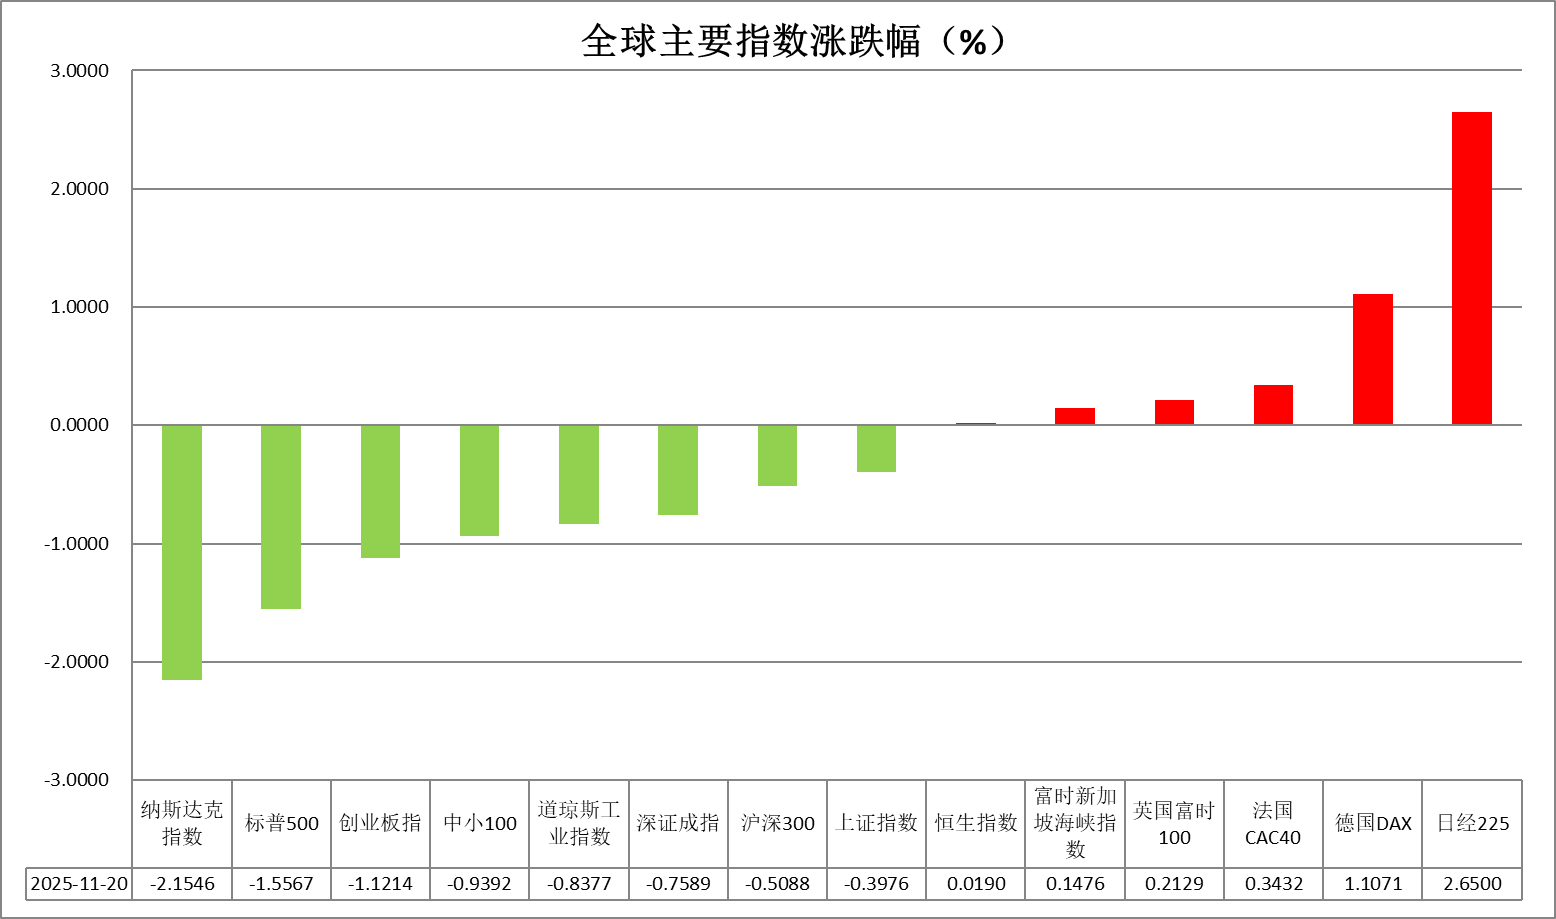 全球主要指数涨跌幅（%）
3.0000
2.0000
1.0000
0.0000
-1.0000
-2.0000
-3.0000
纳斯达克
指数
标普500
创业板指
中小100
道琼斯工
业指数
深证成指
沪深300
上证指数
恒生指数
富时新加
坡海峡指
数
英国富时
100
法国
CAC40
德国DAX
日经225
2025-11-20 -2.1546 -1.5567 -1.1214 -0.9392 -0.8377 -0.7589 -0.5088 -0.3976 0.0190 0.1476 0.2129 0.3432 1.1071 2.6500